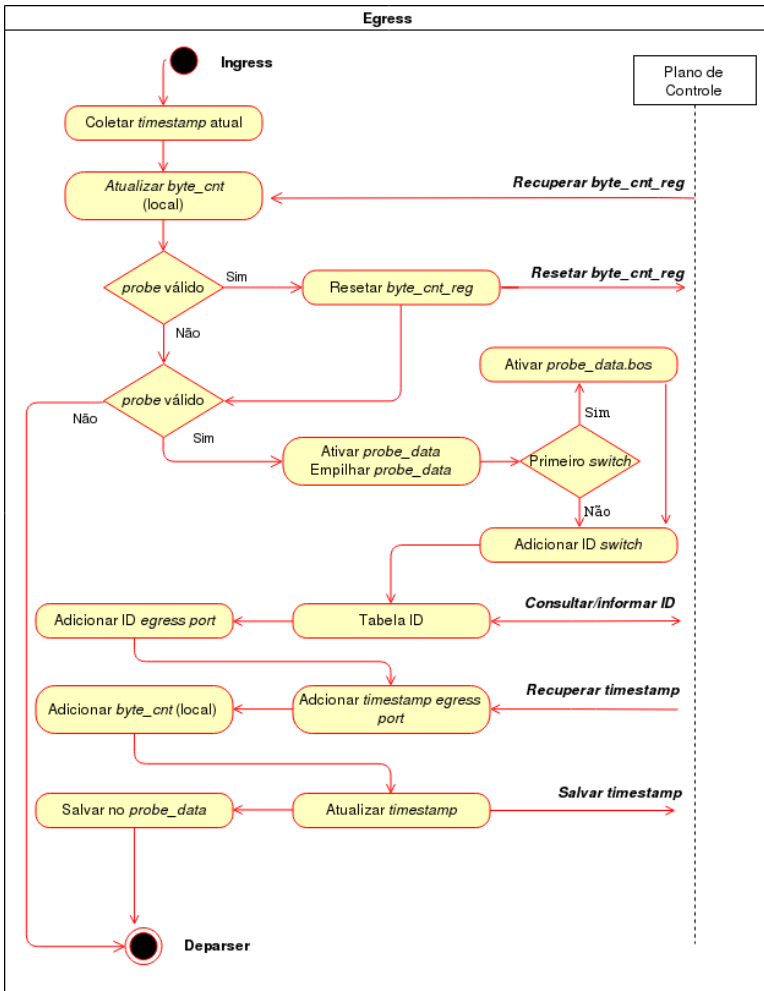 Egress
Ingress
Plano de
Controle
Coletar timestamp atual
Atualizar byte_cnt
(local)
Recuperar byte_cnt_reg
probe válido
Sim
Resetar byte_cnt_reg
Resetar byte_cnt_reg
Não
Ativar probe_data.bos
probe válido
Não
Sim
Sim
Ativar probe_data
Empilhar probe_data
Primeiro switch
Não
Adicionar ID switch
Adicionar ID egress port
Tabela ID
Consultar/informar ID
Adicionar byte_cnt (local)
Adcionar timestamp egress
port
Recuperar timestamp
Salvar no probe_data
Atualizar timestamp
Salvar timestamp
Deparser